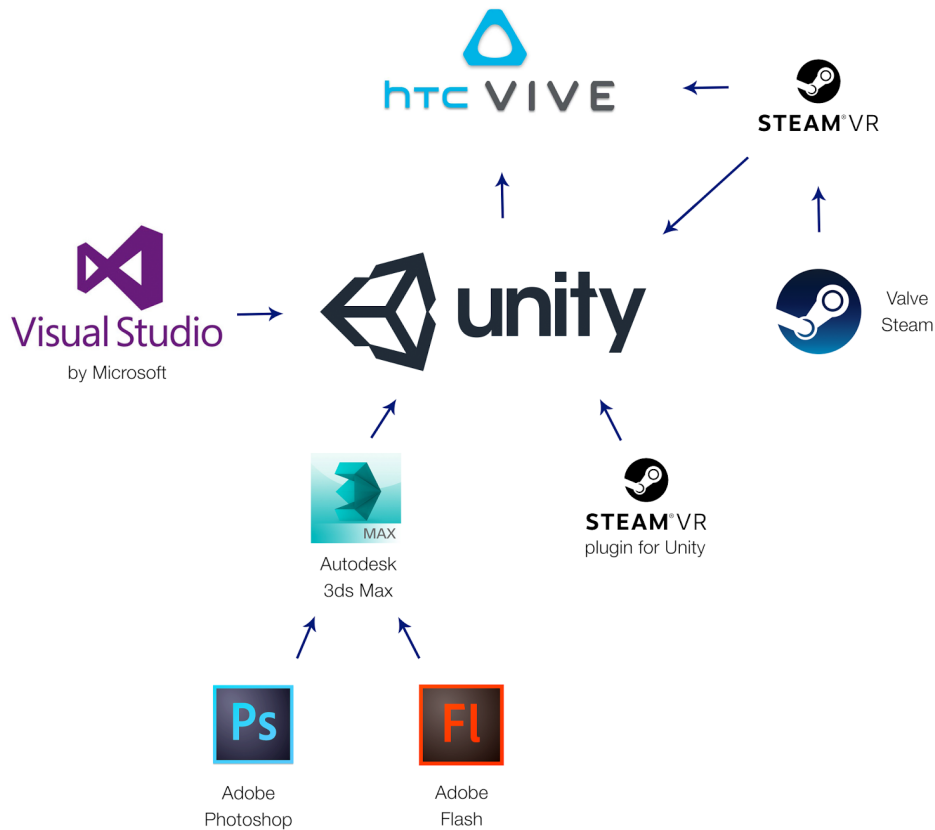 hTC VIVE
STEAM®VR
unity
Visual Studio
by Microsoft
Valve
Steam
MAX
Autodesk
3ds Max
STEAM®VR
plugin for Unity
Ps
Fl
Adobe
Photoshop
Adobe
Flash